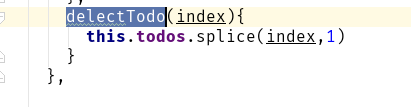 },
delectTodo(index){
this.todos.splice(index,1)
}
},